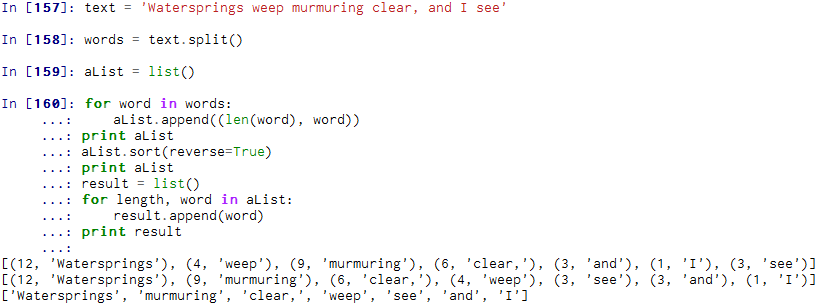 In [157]: text = 'Watersprings weep murmuring clear, and I see'
In [158]: words = text.split()
In [159]: aList = list()
In [160]: for word in words:
     ...:     aList.append((len(word), word))
     ...: print aList
     ...: aList.sort(reverse=True)
     ...: print aList
     ...: result = list()
     ...: for length, word in aList:
     ...:     result.append(word)
     ...: print result
     ...:
[(12, 'Watersprings'), (4, 'weep'), (9, 'murmuring'), (6, 'clear,'), (3, 'and'), (1, 'I'), (3, 'see')]
[(12, 'Watersprings'), (9, 'murmuring'), (6, 'clear,'), (4, 'weep'), (3, 'see'), (3, 'and'), (1, 'I')]
['Watersprings', 'murmuring', 'clear,', 'weep', 'see', 'and', 'I']